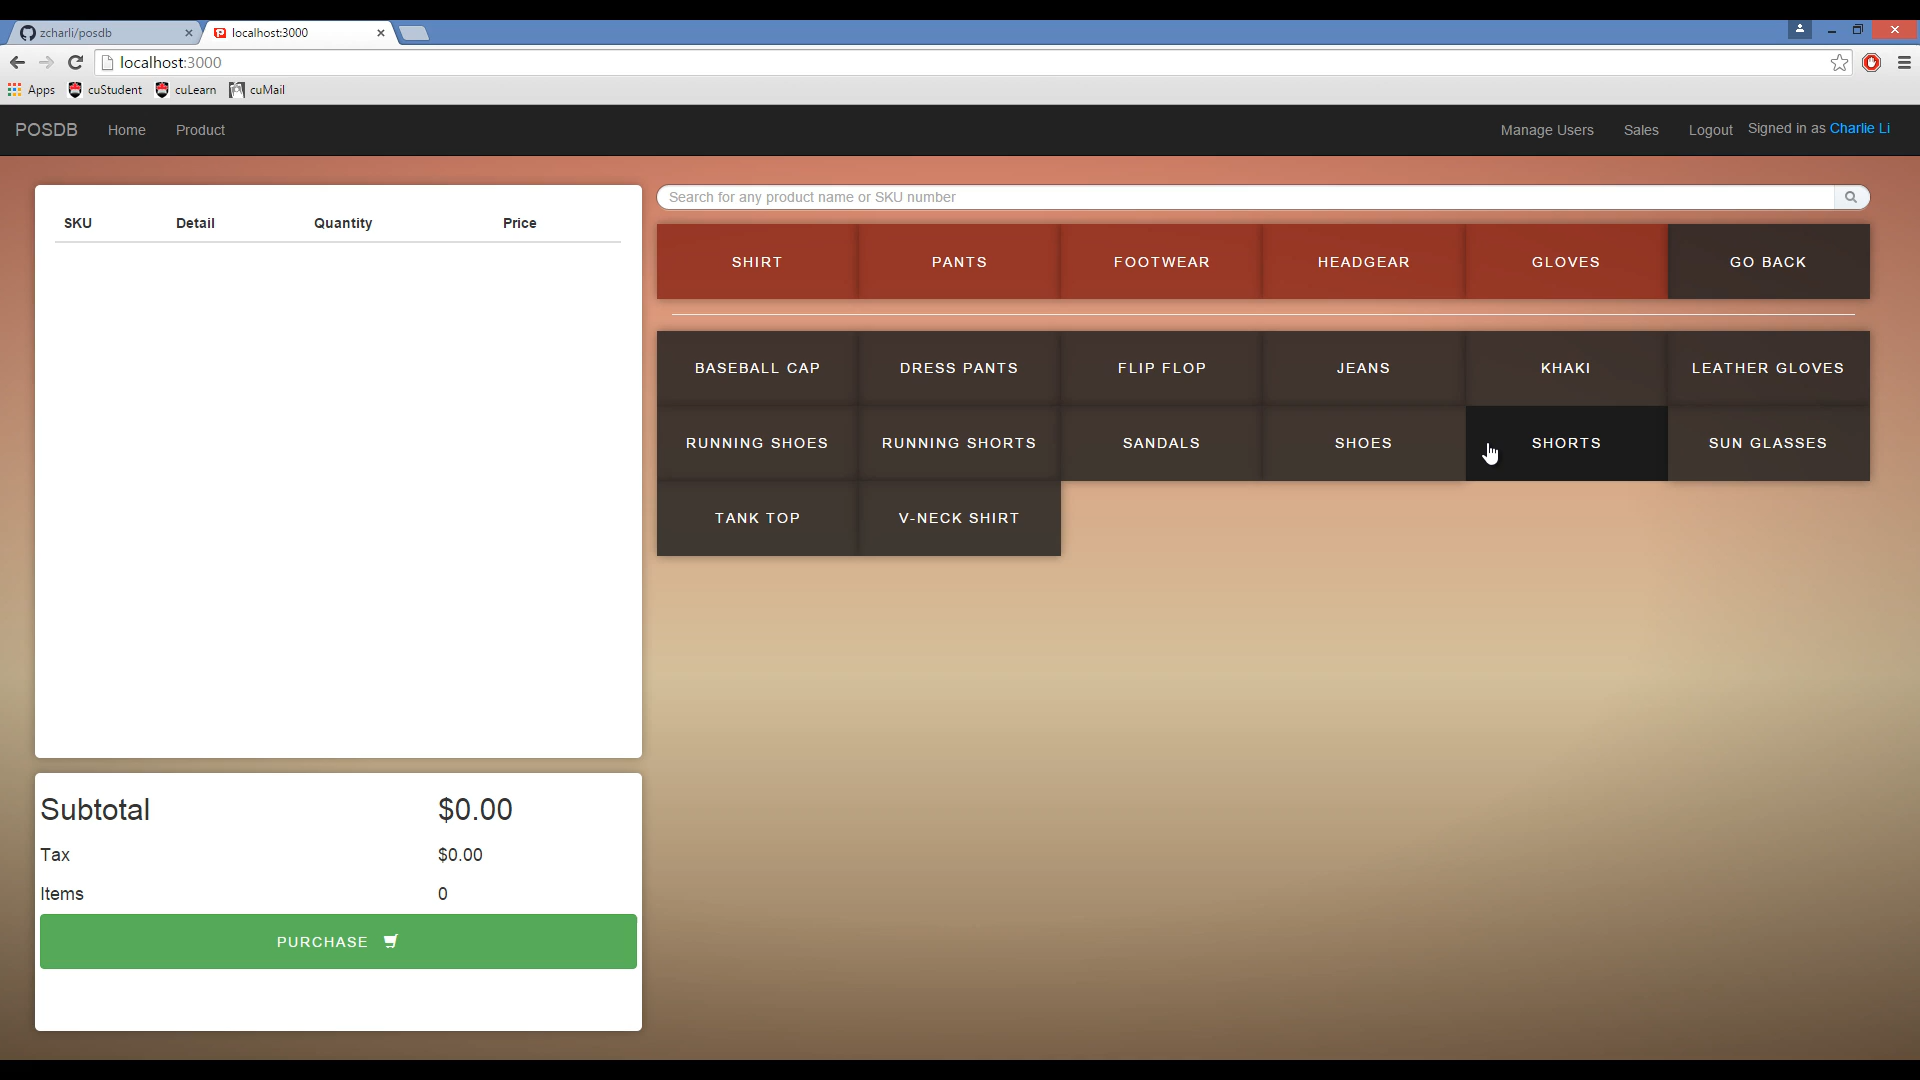 zcharli/posdb
localhost:3000
localhost:3000
Apps cuStudent cuLearn cuMail
POSDB Home Product Manage Users Sales Logout Signed in as Charlie Li
Search for any product name or SKU number
SKU Detail Quantity Price
SHIRT PANTS FOOTWEAR HEADGEAR GLOVES GO BACK
BASEBALL CAP DRESS PANTS FLIP FLOP JEANS KHAKI LEATHER GLOVES
RUNNING SHOES RUNNING SHORTS SANDALS SHOES SHORTS SUN GLASSES
TANK TOP V-NECK SHIRT
Subtotal $0.00
Tax $0.00
Items 0
PURCHASE